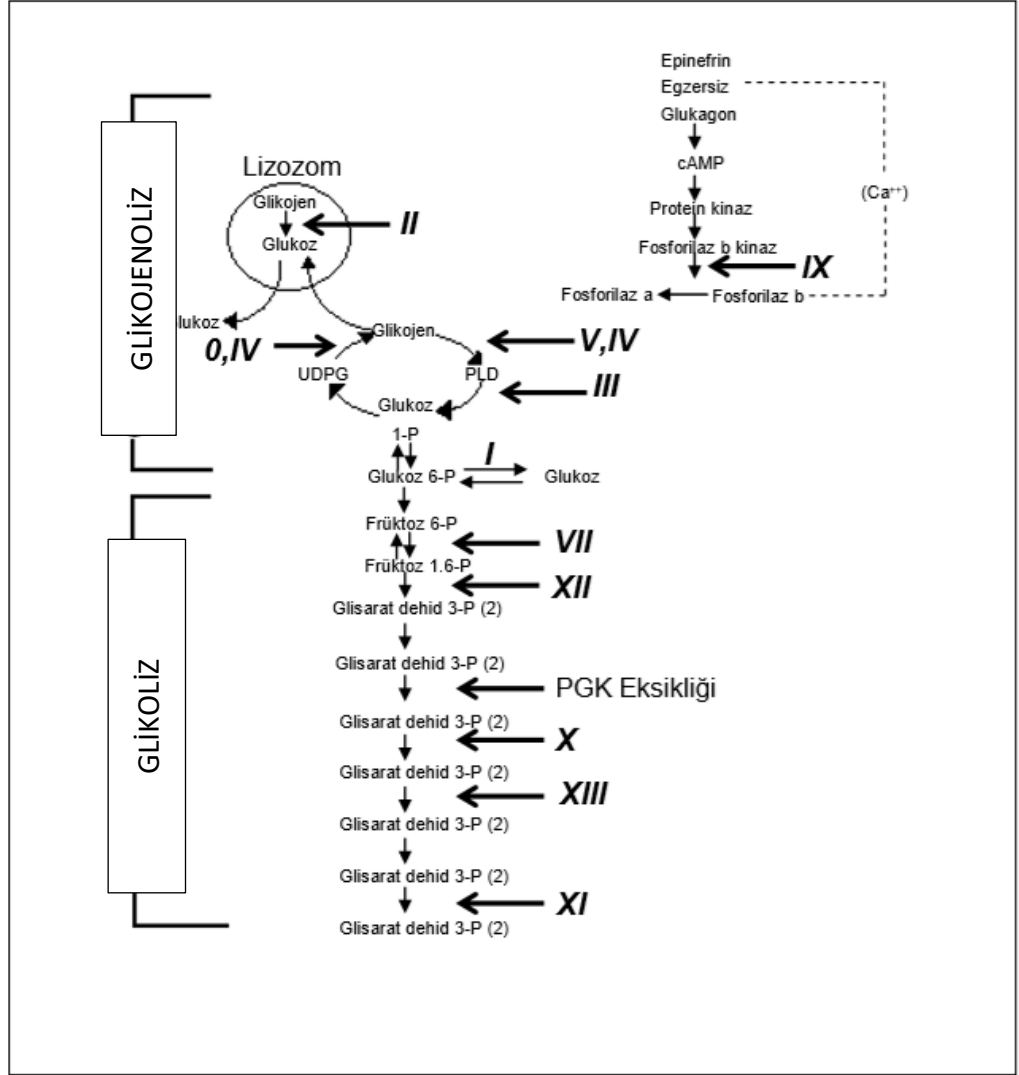 Epinefrin
Egzersiz
Glukagon
cAMP
(Ca⁺⁺)
Protein kinaz
Fosforilaz b kinaz
IX
Fosforilaz a
Fosforilaz b
GLİKOJENOLİZ
Lizozom
Glikojen
II
Glukoz
lukoz
0,IV
Glikojen
V,IV
UDPG
PLD
III
Glukoz
1-P
I
Glukoz 6-P
Glukoz
GLİKOLİZ
Früktoz 6-P
VII
Früktoz 1.6-P
XII
Glisarat dehid 3-P (2)
Glisarat dehid 3-P (2)
PGK Eksikliği
Glisarat dehid 3-P (2)
X
Glisarat dehid 3-P (2)
XIII
Glisarat dehid 3-P (2)
Glisarat dehid 3-P (2)
XI
Glisarat dehid 3-P (2)